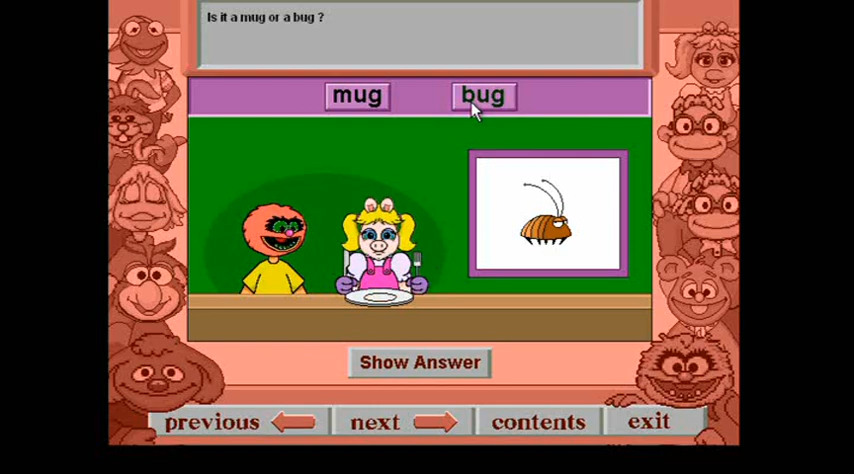 Is it a mug or a bug ?
mug bug
Show Answer
previous next contents exit